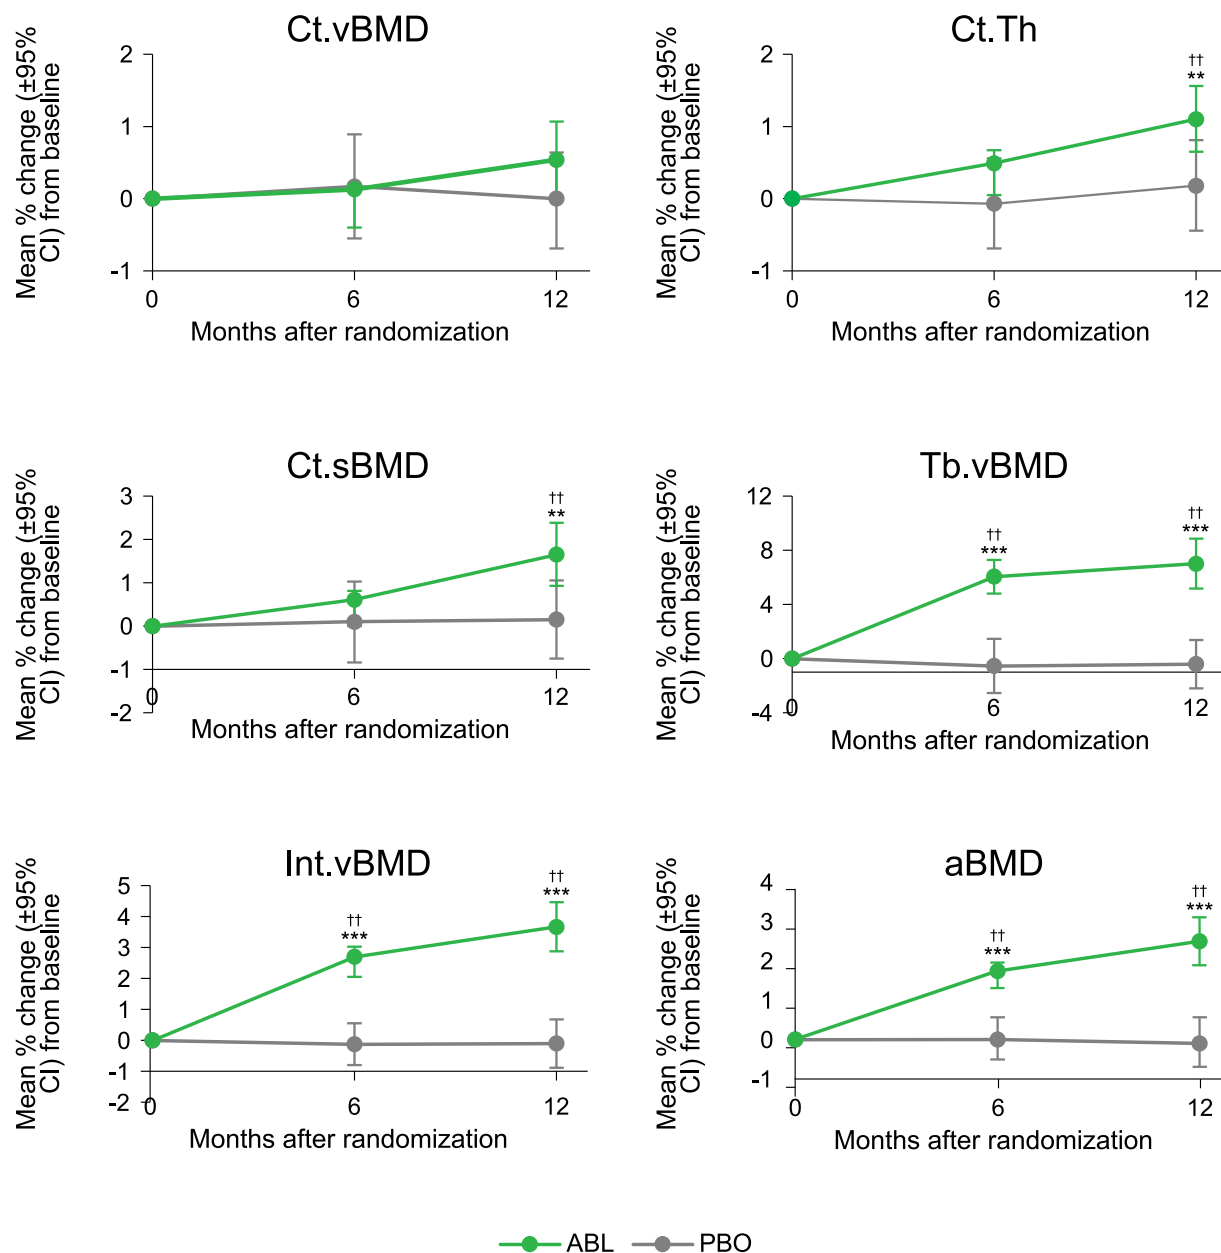 Ct.vBMD
Mean % change (±95%
CI) from baseline
2
1
0
-1
0
6
12
Months after randomization
Ct.Th
Mean % change (±95%
CI) from baseline
2
1
0
-1
††
**
0
6
12
Months after randomization
Ct.sBMD
Mean % change (±95%
CI) from baseline
3
2
1
0
-1
-2
††
**
0
6
12
Months after randomization
Tb.vBMD
Mean % change (±95%
CI) from baseline
12
8
4
0
-4
††
***
††
***
0
6
12
Months after randomization
Int.vBMD
Mean % change (±95%
CI) from baseline
5
4
3
2
1
0
-1
-2
††
***
††
***
0
6
12
Months after randomization
aBMD
Mean % change (±95%
CI) from baseline
4
3
2
1
0
-1
††
***
††
***
0
6
12
Months after randomization
ABL
PBO